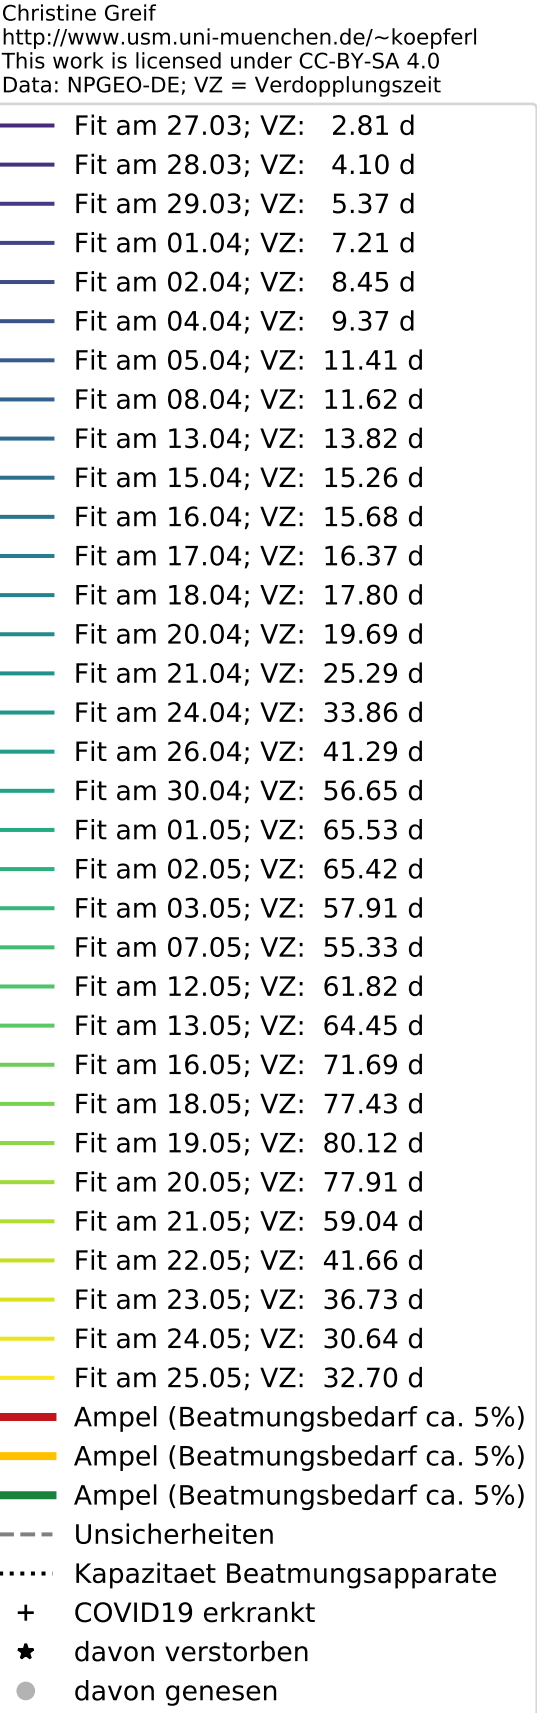 Christine Greif
http://www.usm.uni-muenchen.de/~koepferl
This work is licensed under CC-BY-SA 4.0
Data: NPGEO-DE; VZ = Verdopplungszeit
Fit am 27.03; VZ: 2.81 d
Fit am 28.03; VZ: 4.10 d
Fit am 29.03; VZ: 5.37 d
Fit am 01.04; VZ: 7.21 d
Fit am 02.04; VZ: 8.45 d
Fit am 04.04; VZ: 9.37 d
Fit am 05.04; VZ: 11.41 d
Fit am 08.04; VZ: 11.62 d
Fit am 13.04; VZ: 13.82 d
Fit am 15.04; VZ: 15.26 d
Fit am 16.04; VZ: 15.68 d
Fit am 17.04; VZ: 16.37 d
Fit am 18.04; VZ: 17.80 d
Fit am 20.04; VZ: 19.69 d
Fit am 21.04; VZ: 25.29 d
Fit am 24.04; VZ: 33.86 d
Fit am 26.04; VZ: 41.29 d
Fit am 30.04; VZ: 56.65 d
Fit am 01.05; VZ: 65.53 d
Fit am 02.05; VZ: 65.42 d
Fit am 03.05; VZ: 57.91 d
Fit am 07.05; VZ: 55.33 d
Fit am 12.05; VZ: 61.82 d
Fit am 13.05; VZ: 64.45 d
Fit am 16.05; VZ: 71.69 d
Fit am 18.05; VZ: 77.43 d
Fit am 19.05; VZ: 80.12 d
Fit am 20.05; VZ: 77.91 d
Fit am 21.05; VZ: 59.04 d
Fit am 22.05; VZ: 41.66 d
Fit am 23.05; VZ: 36.73 d
Fit am 24.05; VZ: 30.64 d
Fit am 25.05; VZ: 32.70 d
Ampel (Beatmungsbedarf ca. 5%)
Ampel (Beatmungsbedarf ca. 5%)
Ampel (Beatmungsbedarf ca. 5%)
Unsicherheiten
Kapazitaet Beatmungsapparate
COVID19 erkrankt
davon verstorben
davon genesen